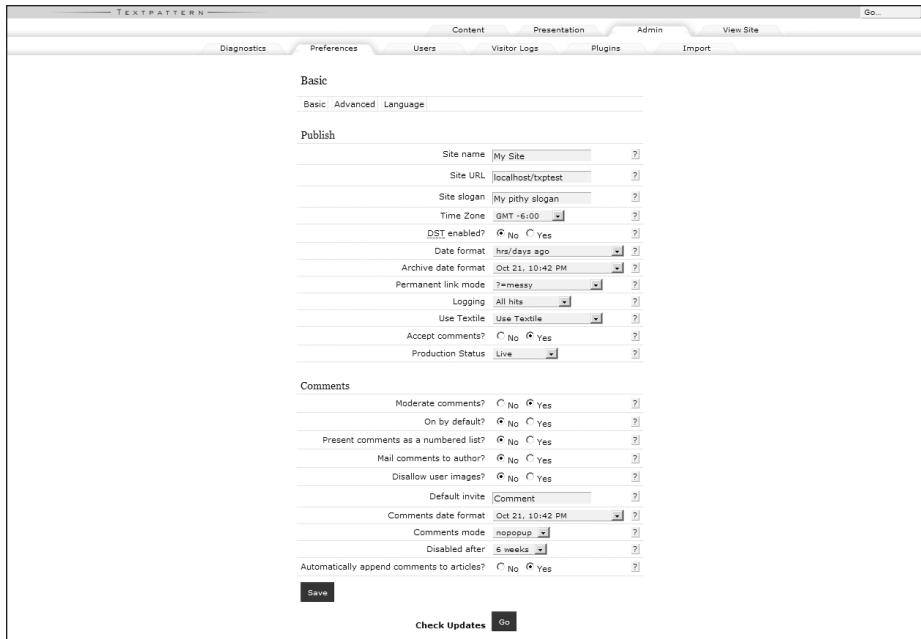 TEXTPATTERN
Go...
Content Presentation Admin View Site
Diagnostics Preferences Users Visitor Logs Plugins Import
Basic
Basic Advanced Language
Publish
Site name My Site ?
Site URL localhost/txptest ?
Site slogan My pithy slogan ?
Time Zone GMT -6:00 ?
DST enabled? No Yes ?
Date format hrs/days ago ?
Archive date format Oct 21, 10:42 PM ?
Permanent link mode ?=messy ?
Logging All hits ?
Use Textile Use Textile ?
Accept comments? No Yes ?
Production Status Live ?
Comments
Moderate comments? No Yes ?
On by default? No Yes ?
Present comments as a numbered list? No Yes ?
Mail comments to author? No Yes ?
Disallow user images? No Yes ?
Default invite Comment ?
Comments date format Oct 21, 10:42 PM ?
Comments mode nopopup ?
Disabled after 6 weeks ?
Automatically append comments to articles? No Yes ?
Save
Check Updates Go